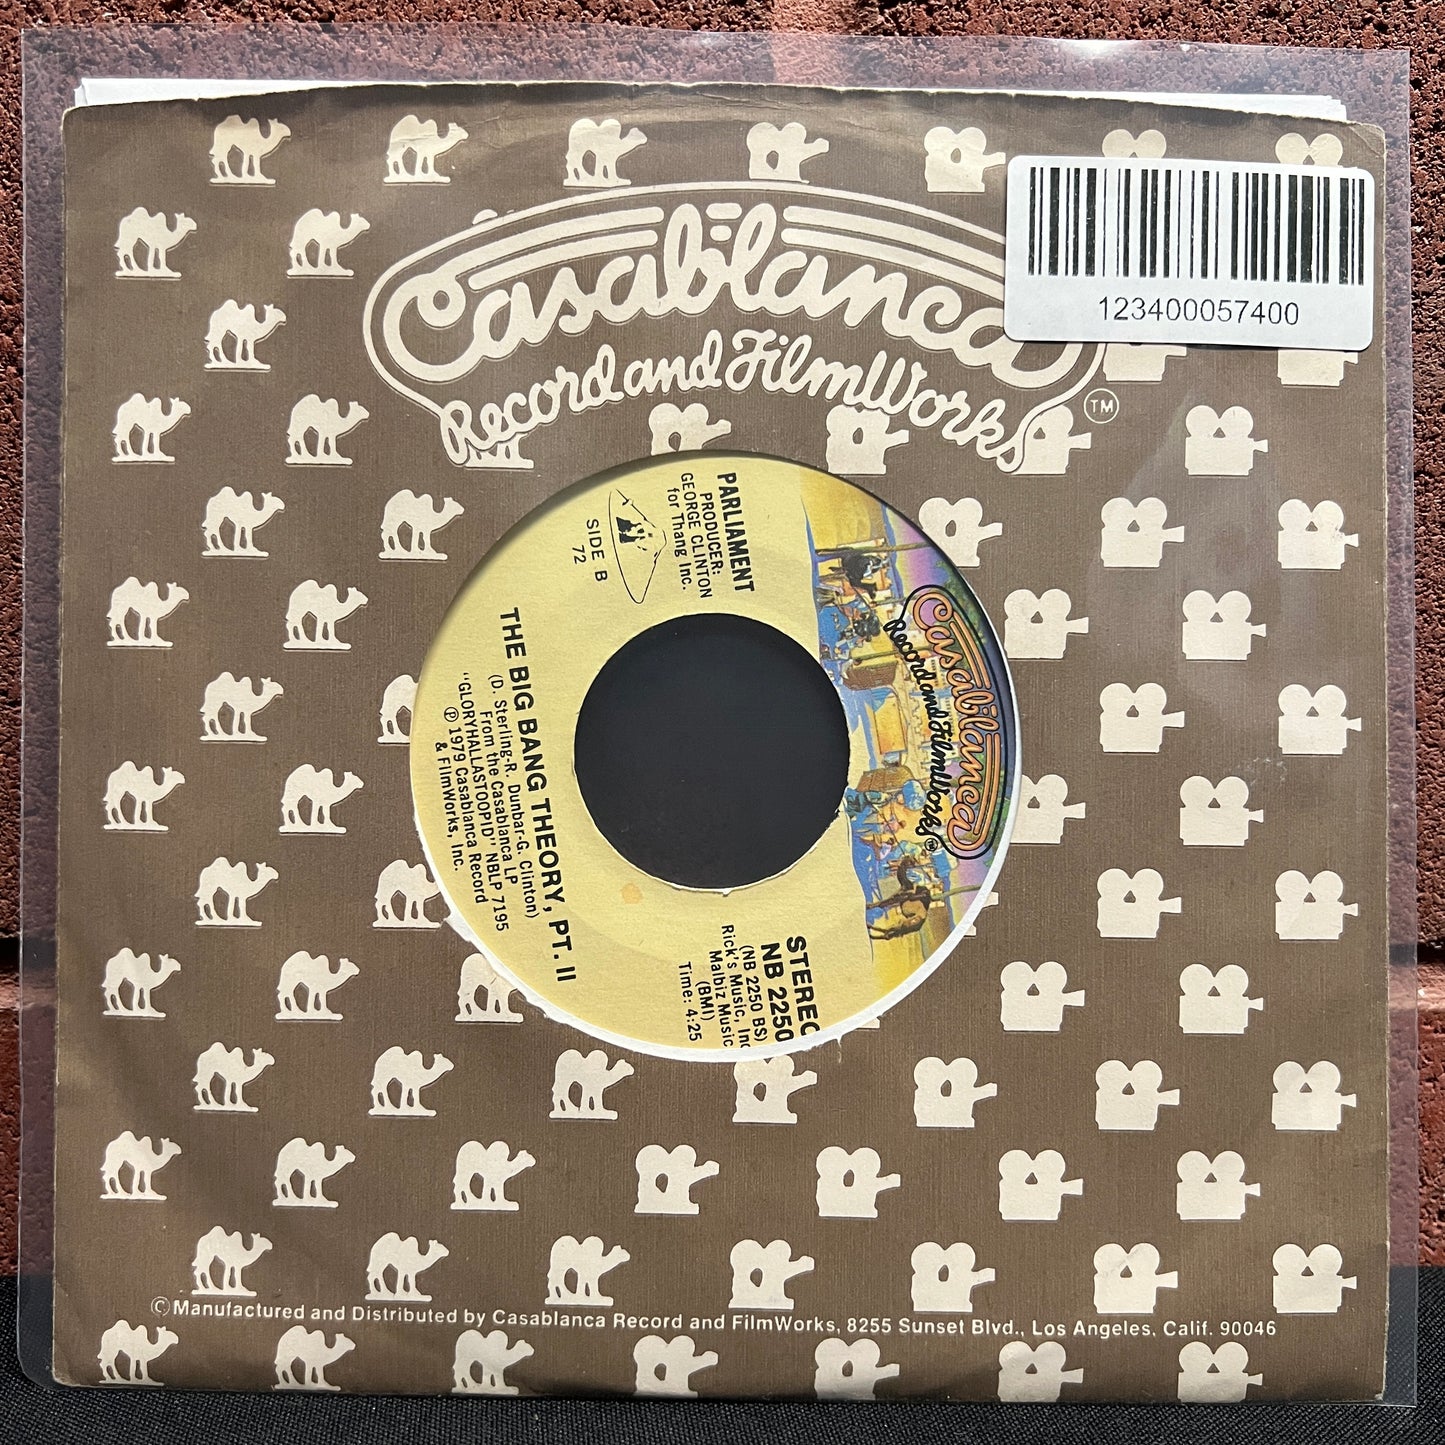 Casablanca
Record and FilmWorks
TM
123400057400
PARLIAMENT
PRODUCER:
GEORGE CLINTON
for Thang Inc.
SIDE B
72
THE BIG BANG THEORY, PT. II
(D. Sterling-R. Dunbar-G. Clinton)
From the Casablanca LP
"GLORYHALLASTOOPID" NBLP 7195
Ⓟ 1979 Casablanca Record
& FilmWorks, Inc.
Casablanca
Record and FilmWorks TM
STEREO
NB 2250
(NB 2250 BS)
Rick's Music, Inc
Malbiz Music
(BMI)
Time: 4:25
©Manufactured and Distributed by Casablanca Record and FilmWorks, 8255 Sunset Blvd., Los Angeles, Calif. 90046